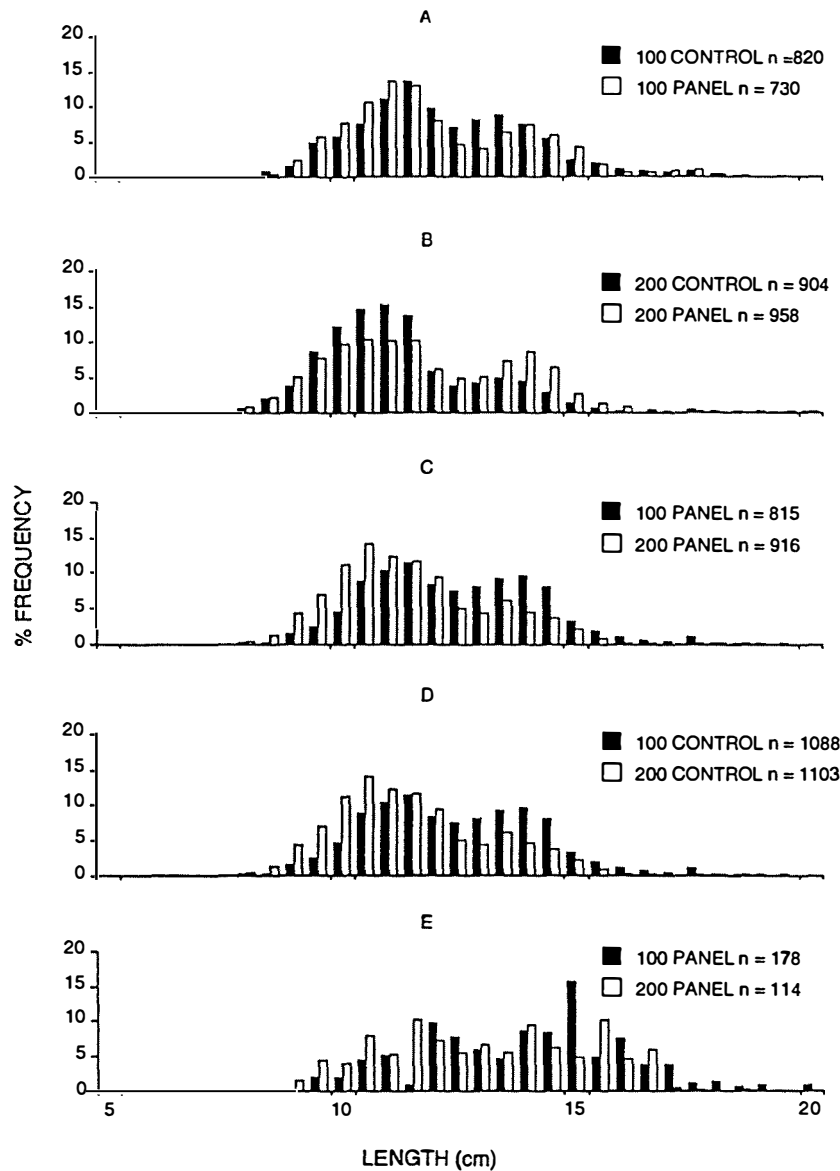 A
20
15
10
5
0
100 CONTROL n =820
100 PANEL n = 730
B
20
15
10
5
0
200 CONTROL n = 904
200 PANEL n = 958
C
20
15
10
5
0
100 PANEL n = 815
200 PANEL n = 916
% FREQUENCY
D
20
15
10
5
0
100 CONTROL n = 1088
200 CONTROL n = 1103
E
20
15
10
5
0
100 PANEL n = 178
200 PANEL n = 114
5 10 15 20
LENGTH (cm)